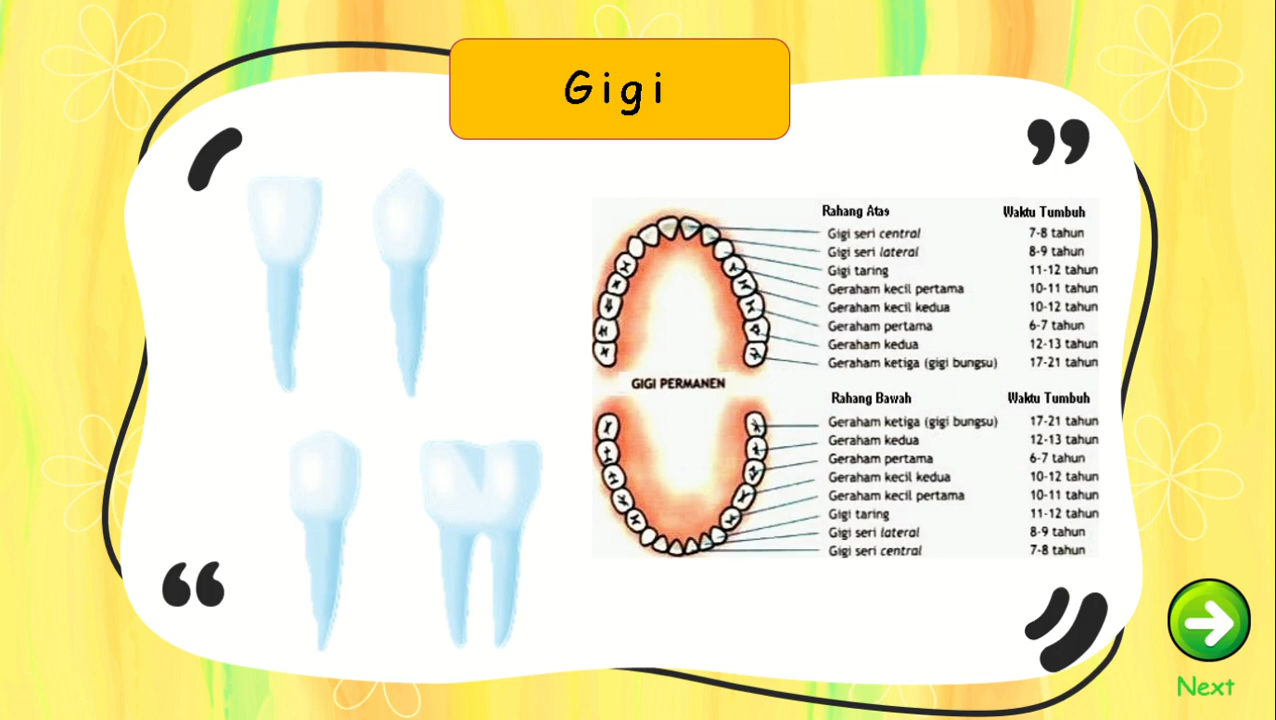 Gigi
Rahang Atas Waktu Tumbuh
Gigi seri central 7-8 tahun
Gigi seri lateral 8-9 tahun
Gigi taring 11-12 tahun
Geraham kecil pertama 10-11 tahun
Geraham kecil kedua 10-12 tahun
Geraham pertama 6-7 tahun
Geraham kedua 12-13 tahun
Geraham ketiga (gigi bungsu) 17-21 tahun
GIGI PERMANEN
Rahang Bawah Waktu Tumbuh
Geraham ketiga (gigi bungsu) 17-21 tahun
Geraham kedua 12-13 tahun
Geraham pertama 6-7 tahun
Geraham kecil kedua 10-12 tahun
Geraham kecil pertama 10-11 tahun
Gigi taring 11-12 tahun
Gigi seri lateral 8-9 tahun
Gigi seri central 7-8 tahun
Next